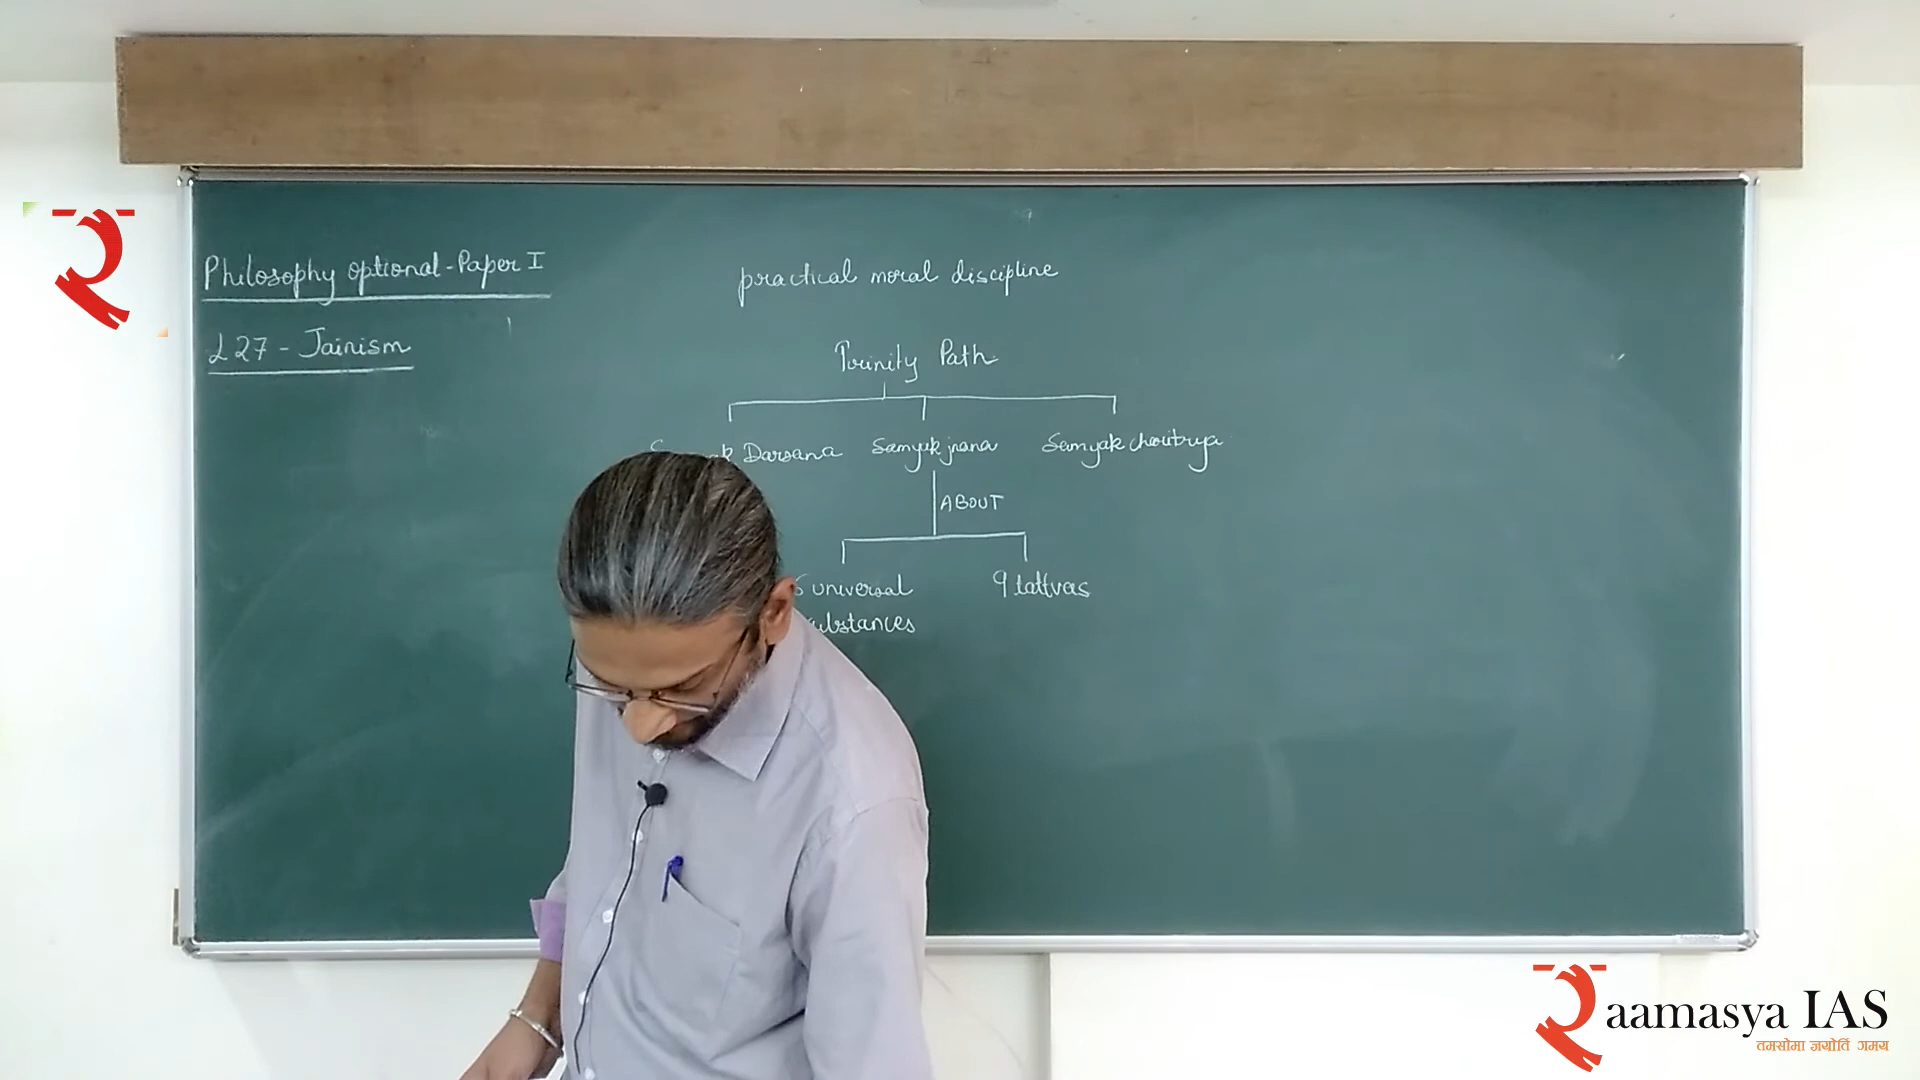 Philosophy optional-Paper I
practical moral discipline
L27 - Jainism
Trinity Path
Darsana Samyak jnana Samyak charitrya
ABOUT
universal 9 tattvas
substances
aamasya IAS
तमसोमा ज्योर्ति गमय